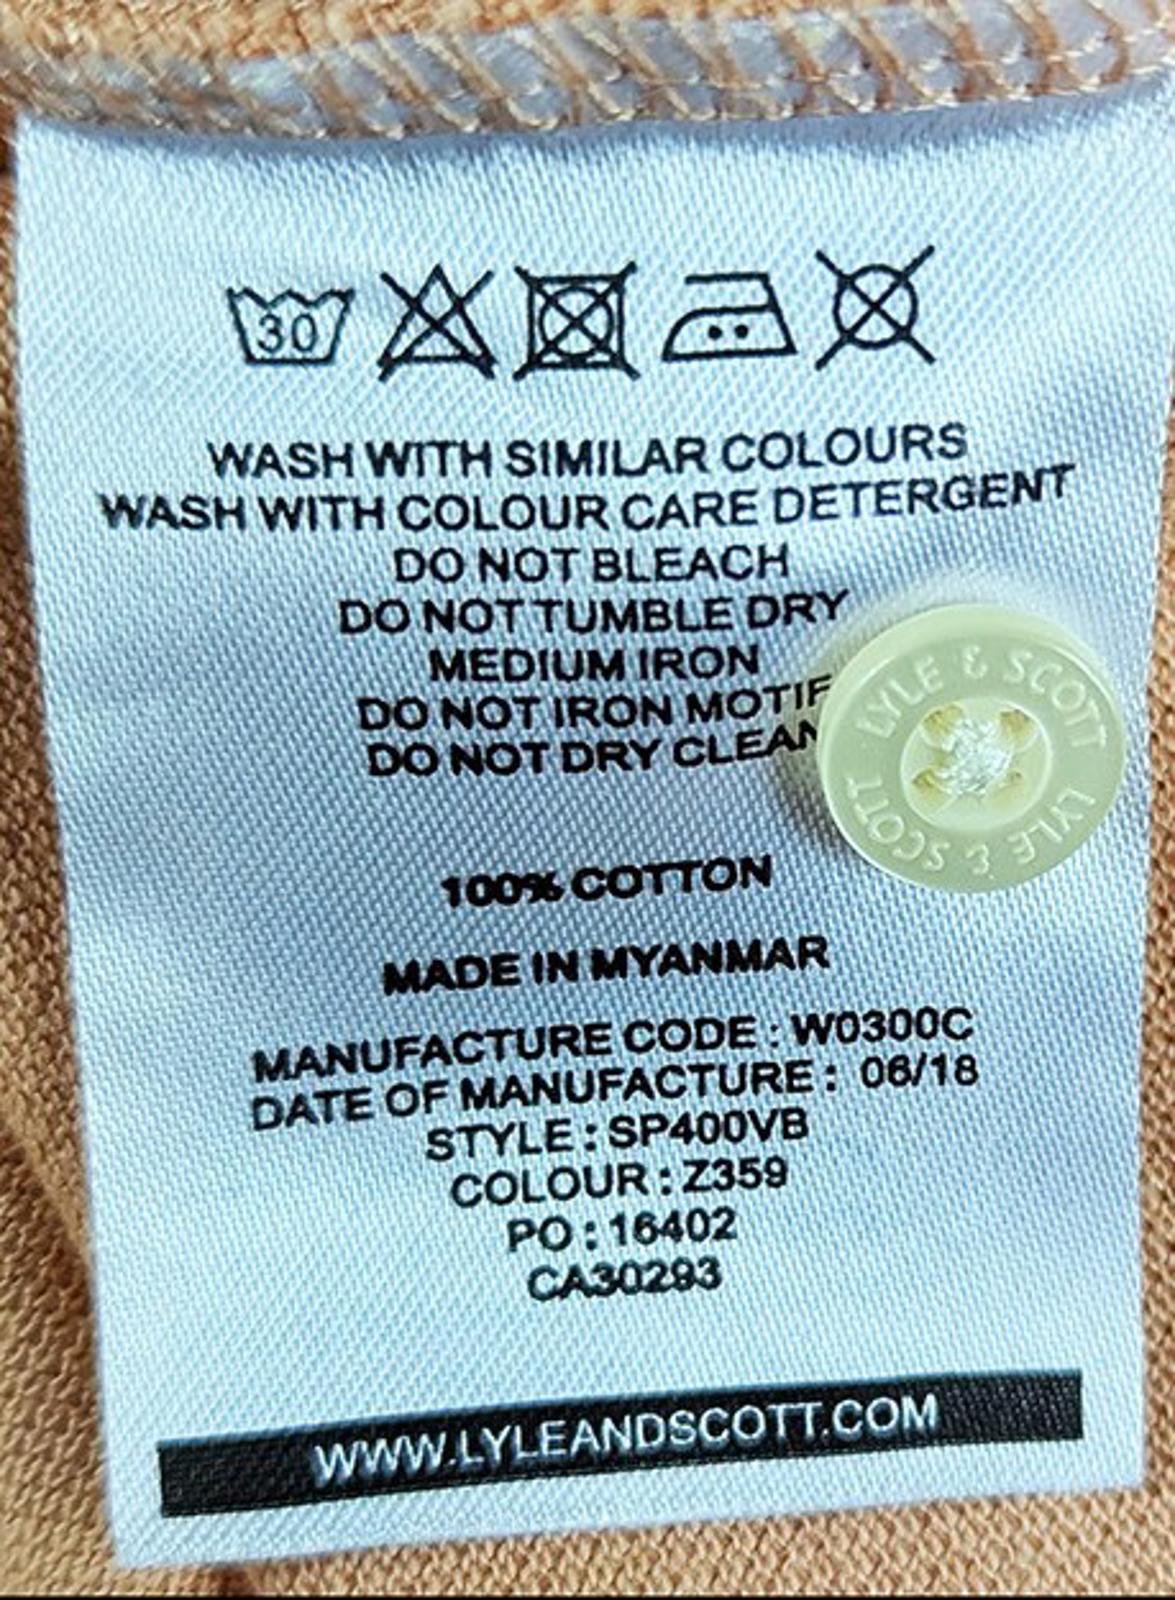 30
WASH WITH SIMILAR COLOURS
WASH WITH COLOUR CARE DETERGENT
DO NOT BLEACH
DO NOT TUMBLE DRY
MEDIUM IRON
DO NOT IRON MOTIF
DO NOT DRY CLEAN
LYLE & SCOTT LYLE & SCOTT
100% COTTON
MADE IN MYANMAR
MANUFACTURE CODE : W0300C
DATE OF MANUFACTURE : 06/18
STYLE : SP400VB
COLOUR : Z359
PO : 16402
CA30293
WWW.LYLEANDSCOTT.COM